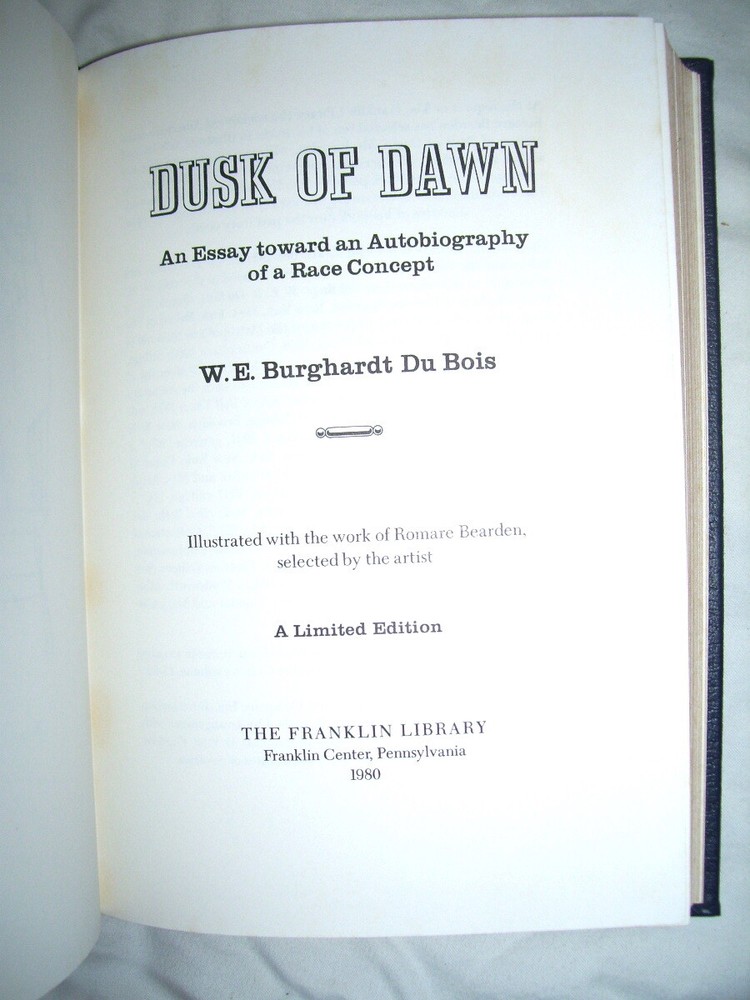 DUSK OF DAWN
An Essay toward an Autobiography
of a Race Concept
W.E. Burghardt Du Bois
Illustrated with the work of Romare Bearden,
selected by the artist
A Limited Edition
THE FRANKLIN LIBRARY
Franklin Center, Pennsylvania
1980